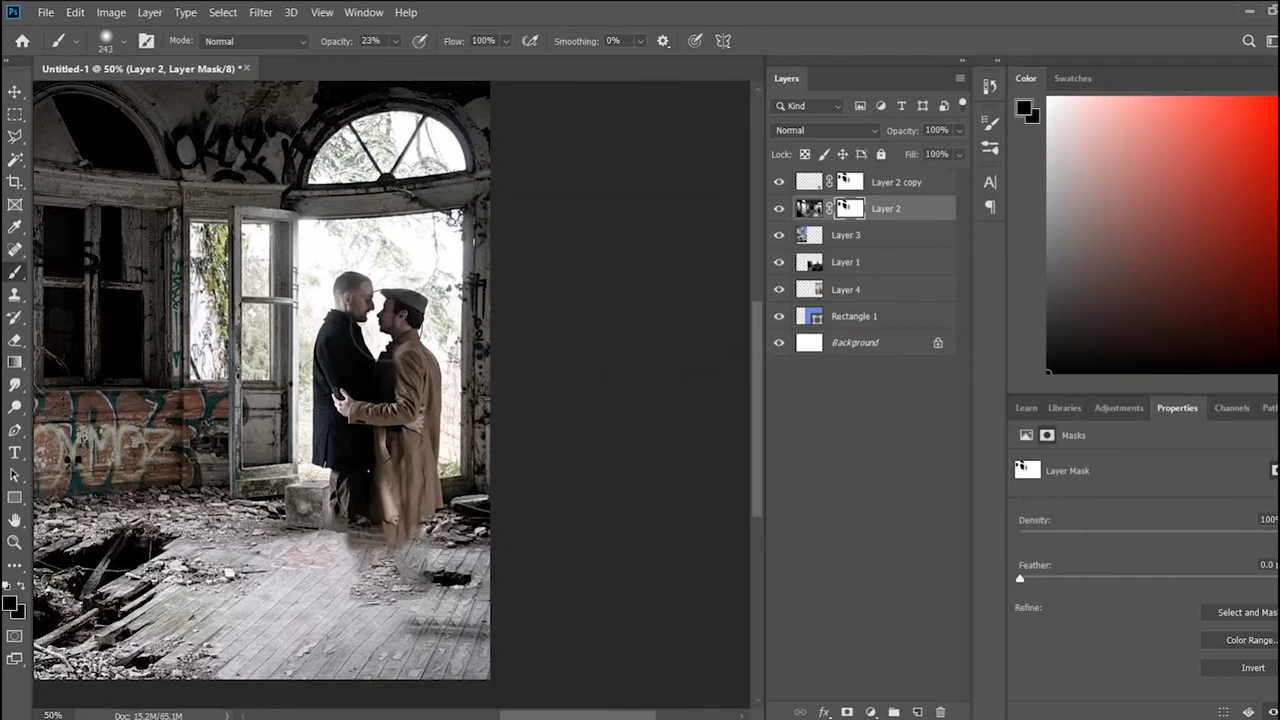 Ps File Edit Image Layer Type Select Filter 3D View Window Help
243 Mode: Normal Opacity: 23% Flow: 100% Smoothing: 0%
Untitled-1 @ 50% (Layer 2, Layer Mask/8) *
Layers
Kind
Normal Opacity: 100%
Lock: Fill: 100%
Layer 2 copy
Layer 2
Layer 3
Layer 1
Layer 4
Rectangle 1
Background
Color Swatches
Learn Libraries Adjustments Properties Channels Pat
Masks
Layer Mask
Density: 100%
Feather: 0.0 p
Refine: Select and Mas
Color Range...
Invert
50% Doc: 15.2M/65.1M